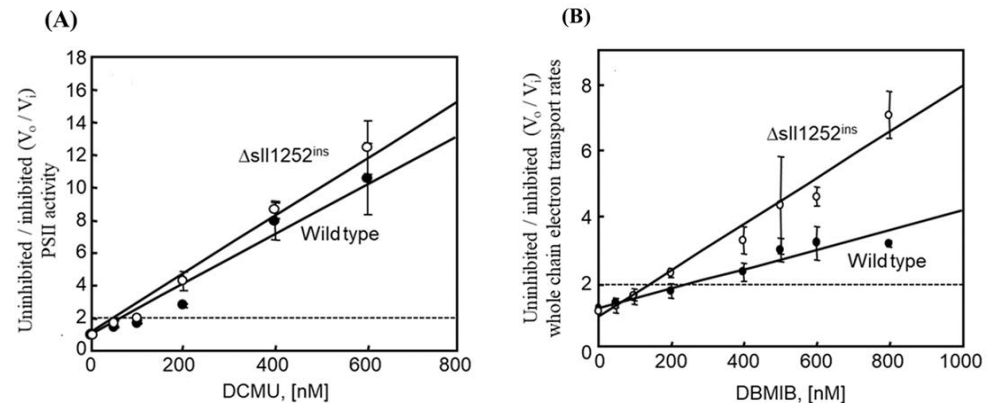 (A)
Uninhibited / inhibited (Vₒ / Vᵢ)
PSII activity
18
16
14
12
10
8
6
4
2
0
Δsll1252ⁱⁿˢ
Wild type
0 200 400 600 800
DCMU, [nM]
(B)
Uninhibited / inhibited (Vₒ / Vᵢ)
whole chain electron transport rates
8
6
4
2
0
Δsll1252ⁱⁿˢ
Wild type
0 200 400 600 800 1000
DBMIB, [nM]